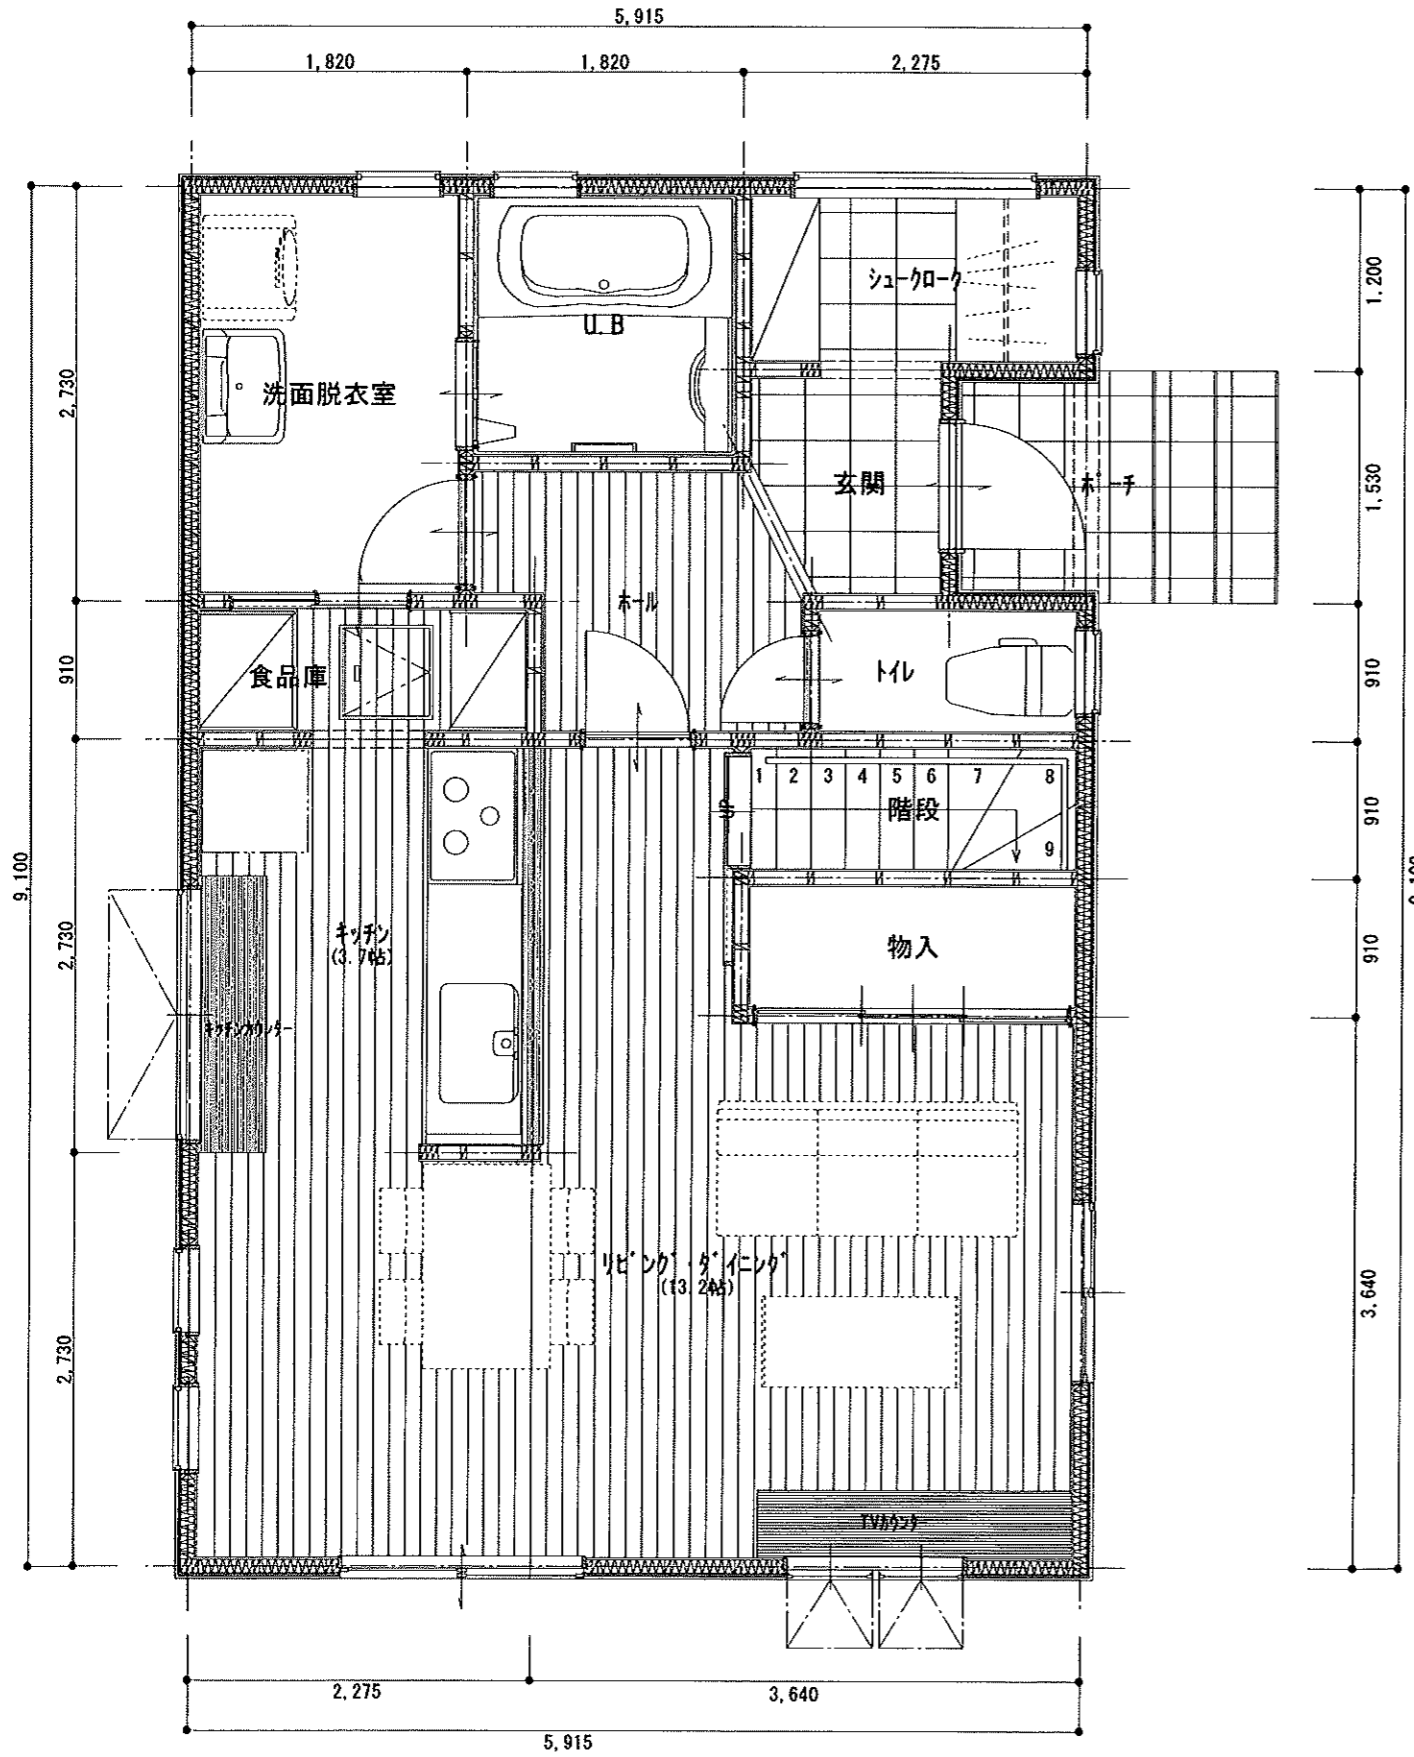 5,915
1,820
1,820
2,275
シュークローク
1.200
U.B
2,730
洗面脱衣室
玄関
ポーチ
1,530
ホール
910
食品庫
トイレ
910
1
2
3
4
5
6
7
8
UP
階段
9
910
9,100
2,730
キッチン
(3.7帖)
物入
910
キッチンカウンター
リビング・ダイニング
(13.2帖)
3,640
2,730
TVカウンター
2,275
3,640
5,915